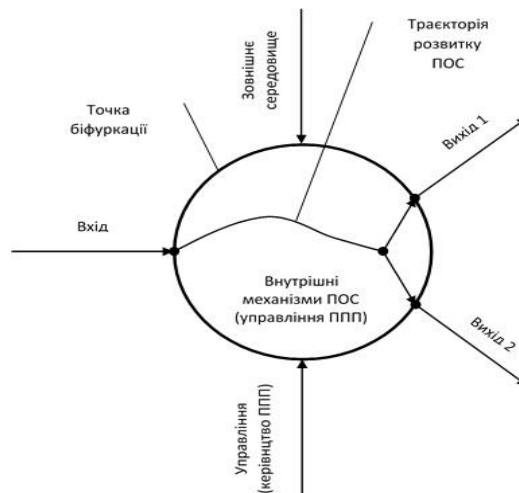 Траєкторія
розвитку
ПОС
Зовнішнє
середовище
Точка
біфуркації
Вихід 1
Вхід
Внутрішні
механізми ПОС
(управління ППП)
Вихід 2
Управління
(керівнцтво ППП)